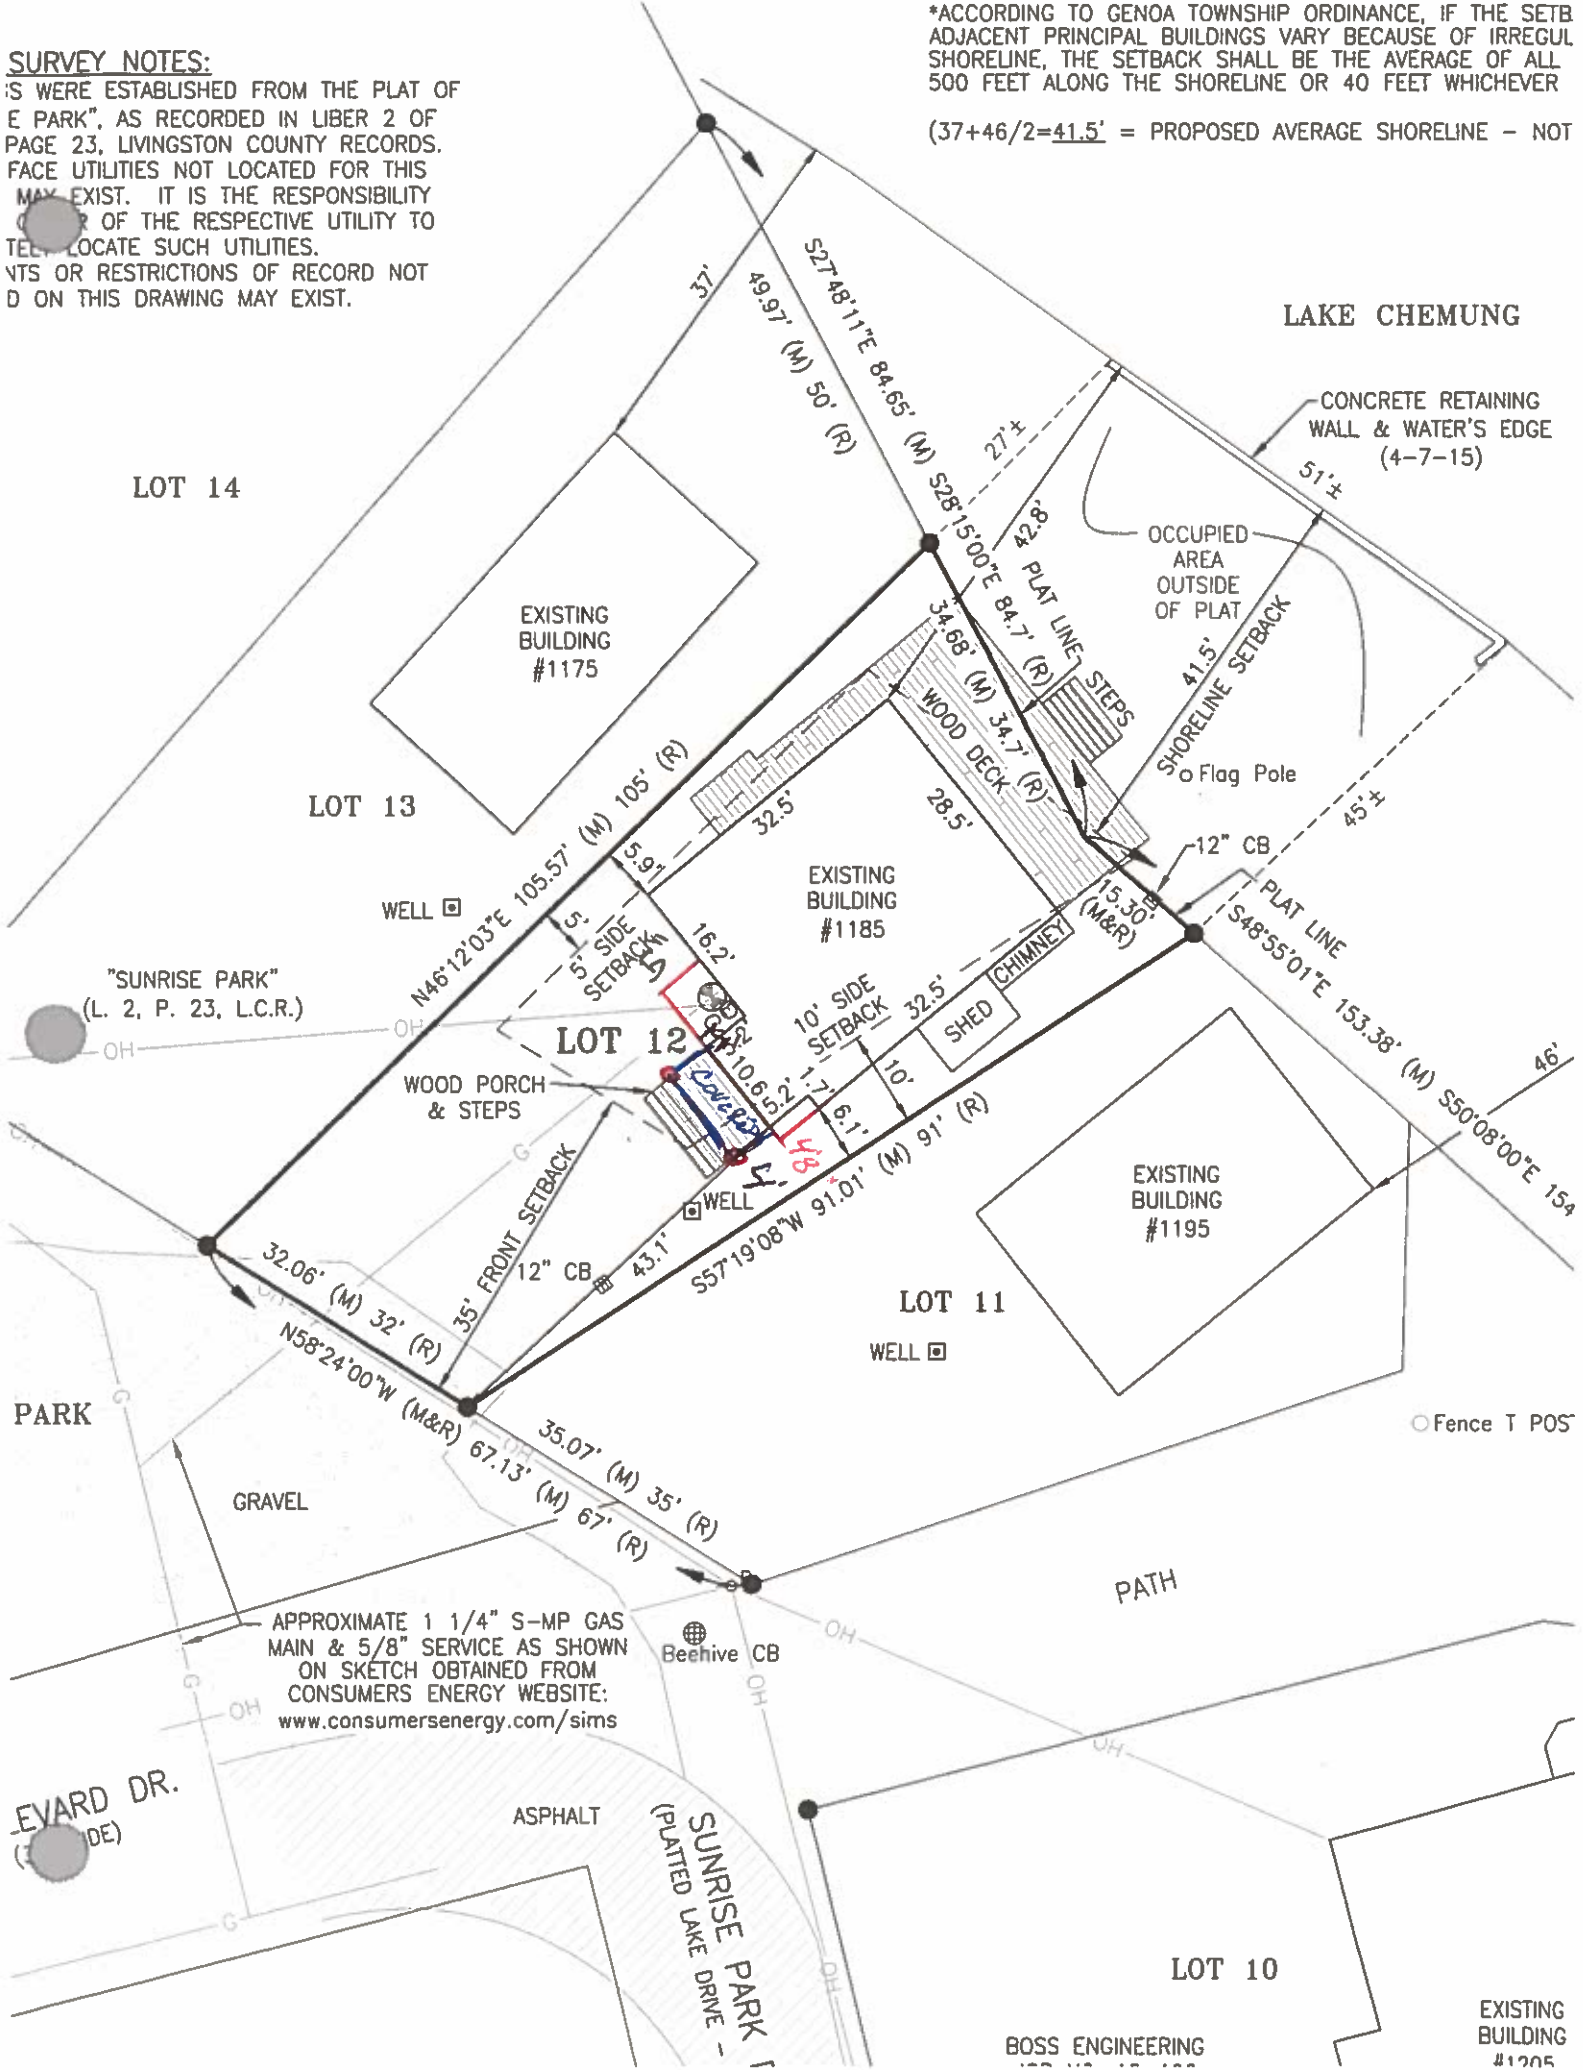 SURVEY NOTES:
S WERE ESTABLISHED FROM THE PLAT OF
E PARK", AS RECORDED IN LIBER 2 OF
PAGE 23, LIVINGSTON COUNTY RECORDS.
FACE UTILITIES NOT LOCATED FOR THIS
MAY EXIST. IT IS THE RESPONSIBILITY
OF THE RESPECTIVE UTILITY TO
LOCATE SUCH UTILITIES.
NTS OR RESTRICTIONS OF RECORD NOT
D ON THIS DRAWING MAY EXIST.
*ACCORDING TO GENOA TOWNSHIP ORDINANCE, IF THE SETB
ADJACENT PRINCIPAL BUILDINGS VARY BECAUSE OF IRREGUL
SHORELINE, THE SETBACK SHALL BE THE AVERAGE OF ALL
500 FEET ALONG THE SHORELINE OR 40 FEET WHICHEVER
(37+46/2=41.5' = PROPOSED AVERAGE SHORELINE - NOT
37'
S27°48'11"E 84.65' (M) S28°15'00"E 84.7' (R)
49.97' (M) 50' (R)
LAKE CHEMUNG
CONCRETE RETAINING
WALL & WATER'S EDGE
(4-7-15)
27'±
51'±
42.8'
LOT 14
OCCUPIED
AREA
OUTSIDE
OF PLAT
PLAT LINE
STEPS
34.68' (M) 34.7' (R)
41.5'
SHORELINE SETBACK
EXISTING
BUILDING
#1175
WOOD DECK
Flag Pole
45'±
LOT 13
N46°12'03"E 105.57' (M) 105' (R)
32.5'
28.5'
12" CB
5.9'
EXISTING
BUILDING
#1185
15.30'
(M&R)
PLAT LINE
S48°55'01"E 153.38' (M) S50°08'00"E 154
WELL
5'
5' SIDE
SETBACK
16.2'
CHIMNEY
"SUNRISE PARK"
(L. 2, P. 23, L.C.R.)
10' SIDE
SETBACK
32.5'
SHED
OH
OH
LOT 12
10.6
10'
46'
WOOD PORCH
& STEPS
Concrete
5.2'
1.7'
6.1'
48
4'
G
WELL
S57°19'08"W 91.01' (M) 91' (R)
EXISTING
BUILDING
#1195
35' FRONT SETBACK
12" CB
43.1'
32.06' (M) 32' (R)
OH
LOT 11
WELL
N58°24'00"W (M&R) 67.13' (M) 67' (R)
PARK
G
OH
35.07' (M) 35' (R)
Fence T POST
GRAVEL
PATH
APPROXIMATE 1 1/4" S-MP GAS
MAIN & 5/8" SERVICE AS SHOWN
ON SKETCH OBTAINED FROM
CONSUMERS ENERGY WEBSITE:
www.consumersenergy.com/sims
Beehive CB
OH
G
OH
OH
OH
EVARD DR.
ASPHALT
SUNRISE PARK
(PLATTED LAKE DRIVE -
G
OH
LOT 10
BOSS ENGINEERING
EXISTING
BUILDING
#1205